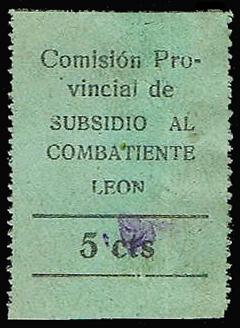 Comisión Pro-
vincial de
SUBSIDIO AL
COMBATIENTE
LEON
5 cts